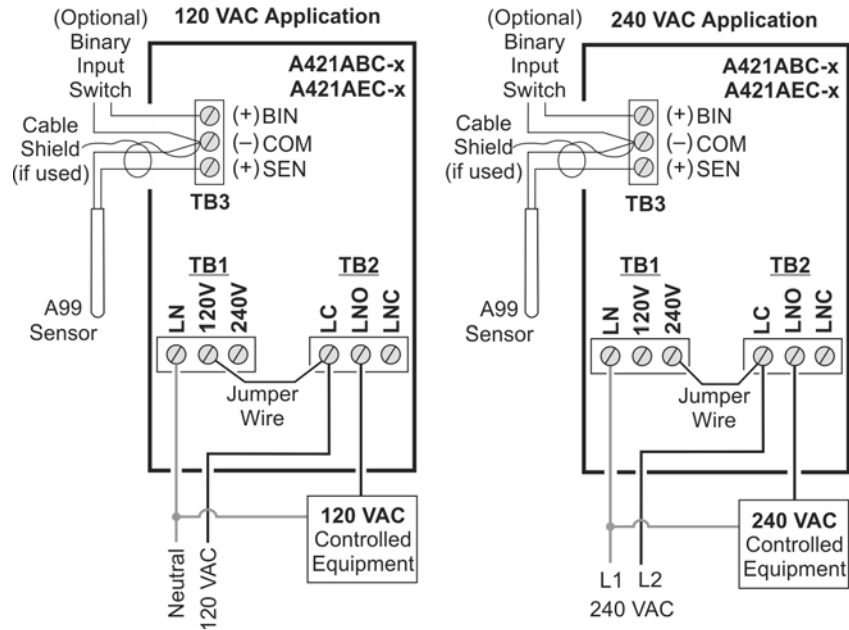 120 VAC Application
(Optional)
Binary
Input
Switch
A421ABC-x
A421AEC-x
Cable
Shield
(if used)
(+) BIN
(–) COM
(+) SEN
TB3
A99
Sensor
TB1
TB2
LN
120V
240V
LC
LNO
LNC
Jumper
Wire
120 VAC
Controlled
Equipment
Neutral
120 VAC
240 VAC Application
(Optional)
Binary
Input
Switch
A421ABC-x
A421AEC-x
Cable
Shield
(if used)
(+) BIN
(–) COM
(+) SEN
TB3
A99
Sensor
TB1
TB2
LN
120V
240V
LC
LNO
LNC
Jumper
Wire
240 VAC
Controlled
Equipment
L1 L2
240 VAC